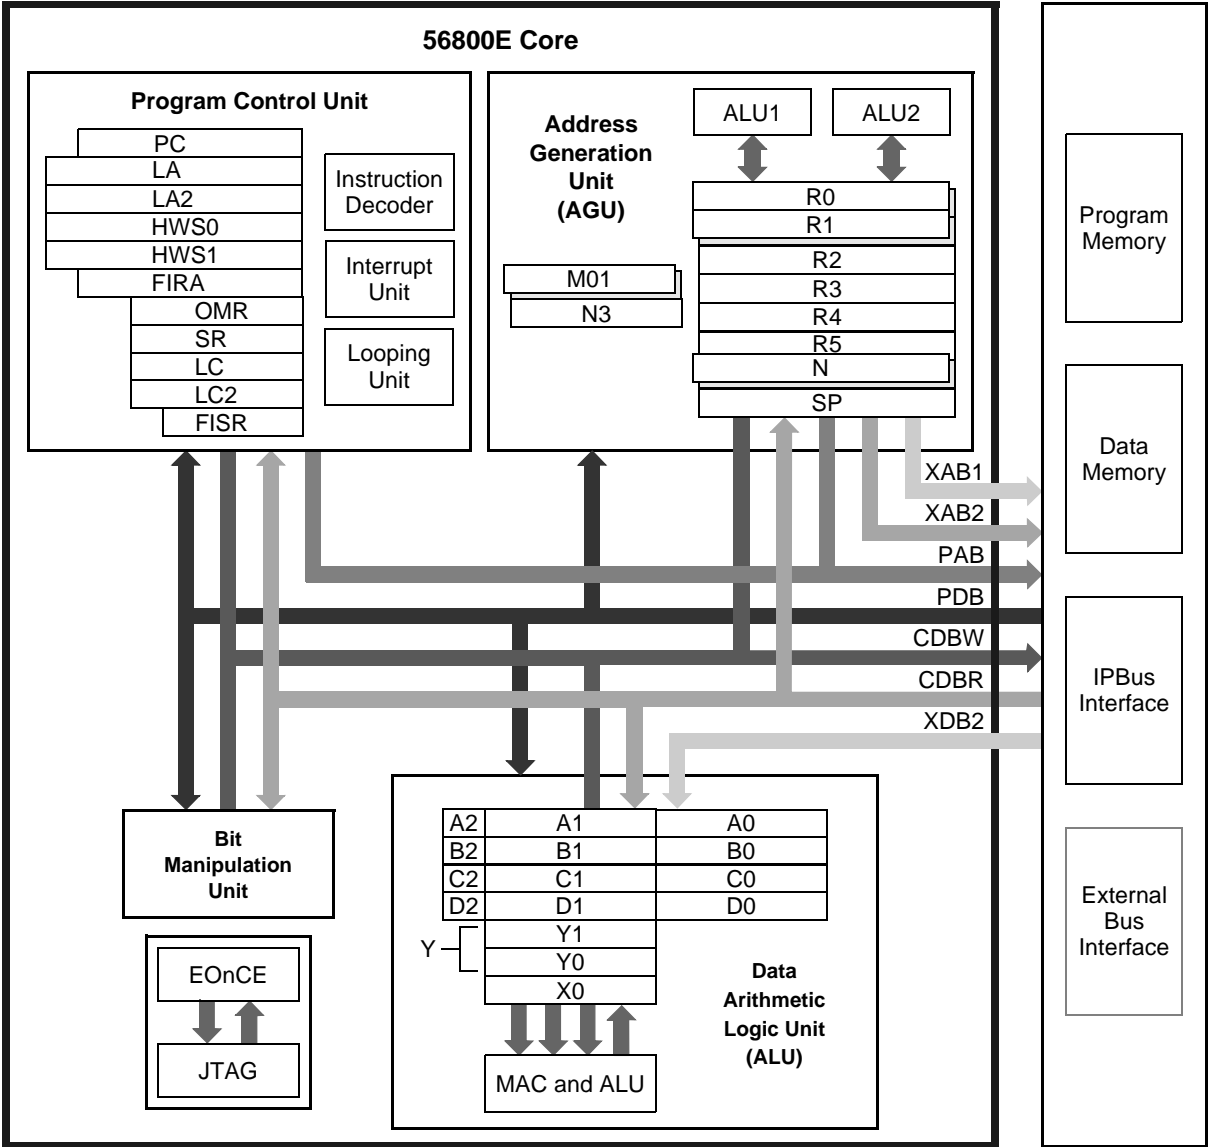 56800E Core
Program Control Unit
PC
LA
LA2
HWS0
HWS1
FIRA
OMR
SR
LC
LC2
FISR
Instruction
Decoder
Interrupt
Unit
Looping
Unit
Address
Generation
Unit
(AGU)
ALU1
ALU2
R0
R1
R2
R3
R4
R5
N
SP
M01
N3
XAB1
XAB2
PAB
PDB
CDBW
CDBR
XDB2
Program
Memory
Data
Memory
IPBus
Interface
External
Bus
Interface
Bit
Manipulation
Unit
EOnCE
JTAG
A2 A1 A0
B2 B1 B0
C2 C1 C0
D2 D1 D0
Y
Y1
Y0
X0
MAC and ALU
Data
Arithmetic
Logic Unit
(ALU)